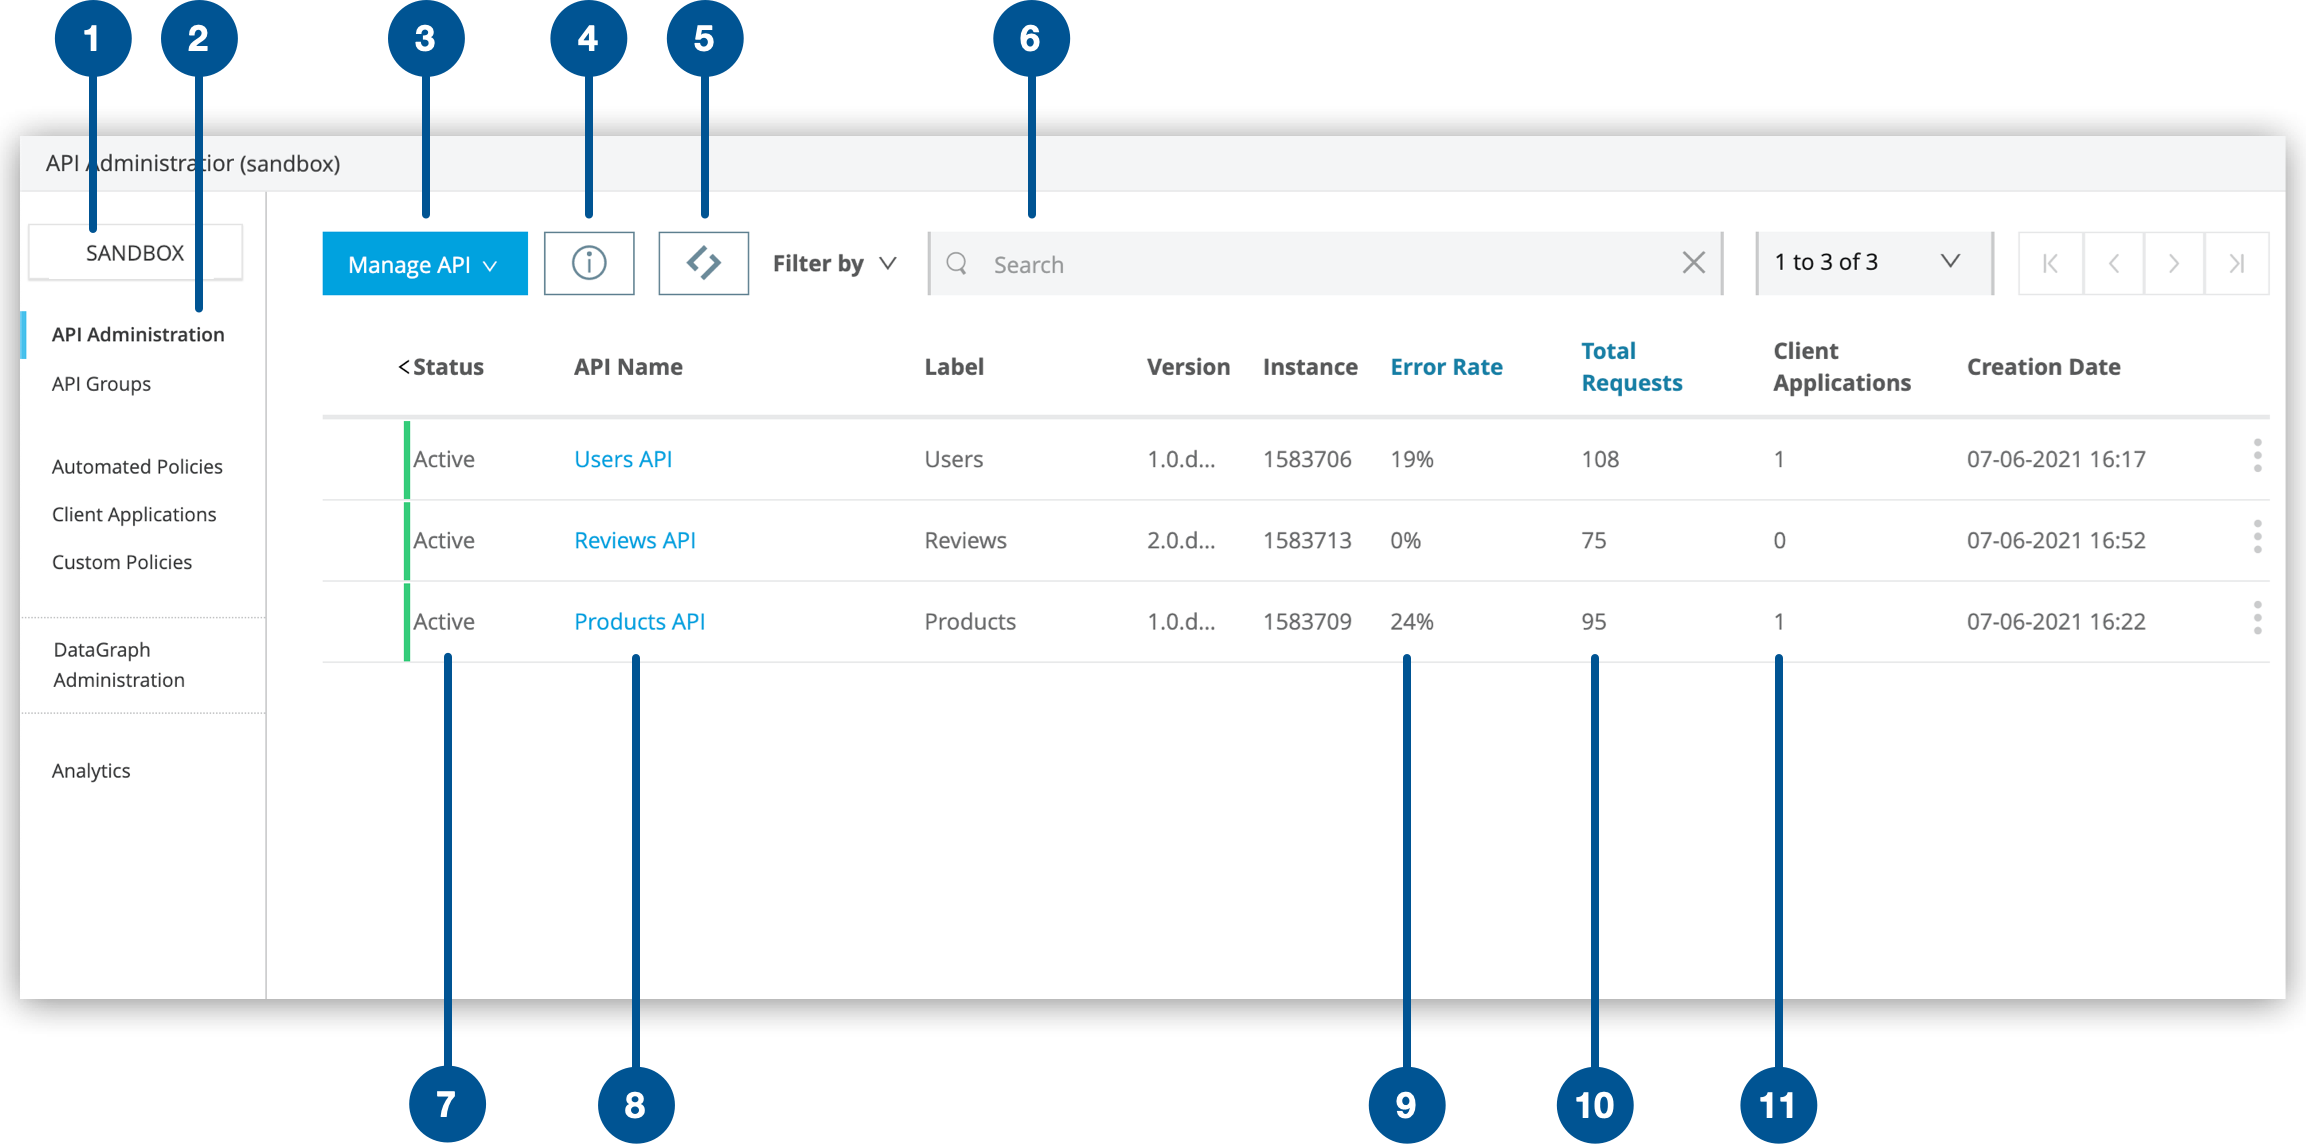 1 2 3 4 5 6
API Administration (sandbox)
SANDBOX
Manage API
Filter by
Search
1 to 3 of 3
API Administration
API Groups
Automated Policies
Client Applications
Custom Policies
DataGraph
Administration
Analytics
<Status API Name Label Version Instance Error Rate Total Requests Client Applications Creation Date
Active Users API Users 1.0.d... 1583706 19% 108 1 07-06-2021 16:17
Active Reviews API Reviews 2.0.d... 1583713 0% 75 0 07-06-2021 16:52
Active Products API Products 1.0.d... 1583709 24% 95 1 07-06-2021 16:22
7 8 9 10 11